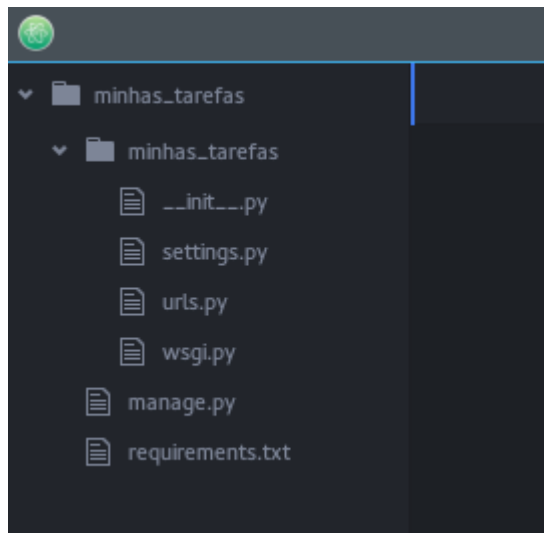 minhas_tarefas
minhas_tarefas
__init__.py
settings.py
urls.py
wsgi.py
manage.py
requirements.txt